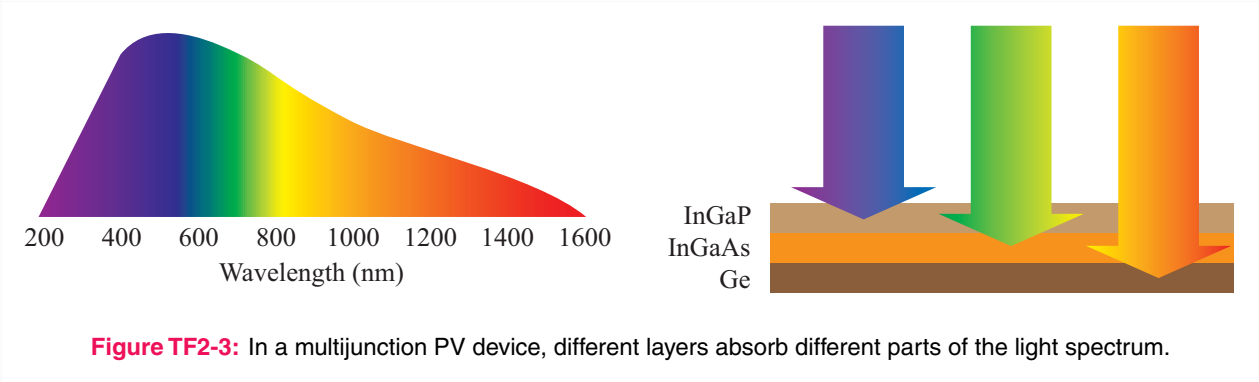 200 400 600 800 1000 1200 1400 1600
Wavelength (nm)
InGaP
InGaAs
Ge
Figure TF2-3: In a multijunction PV device, different layers absorb different parts of the light spectrum.